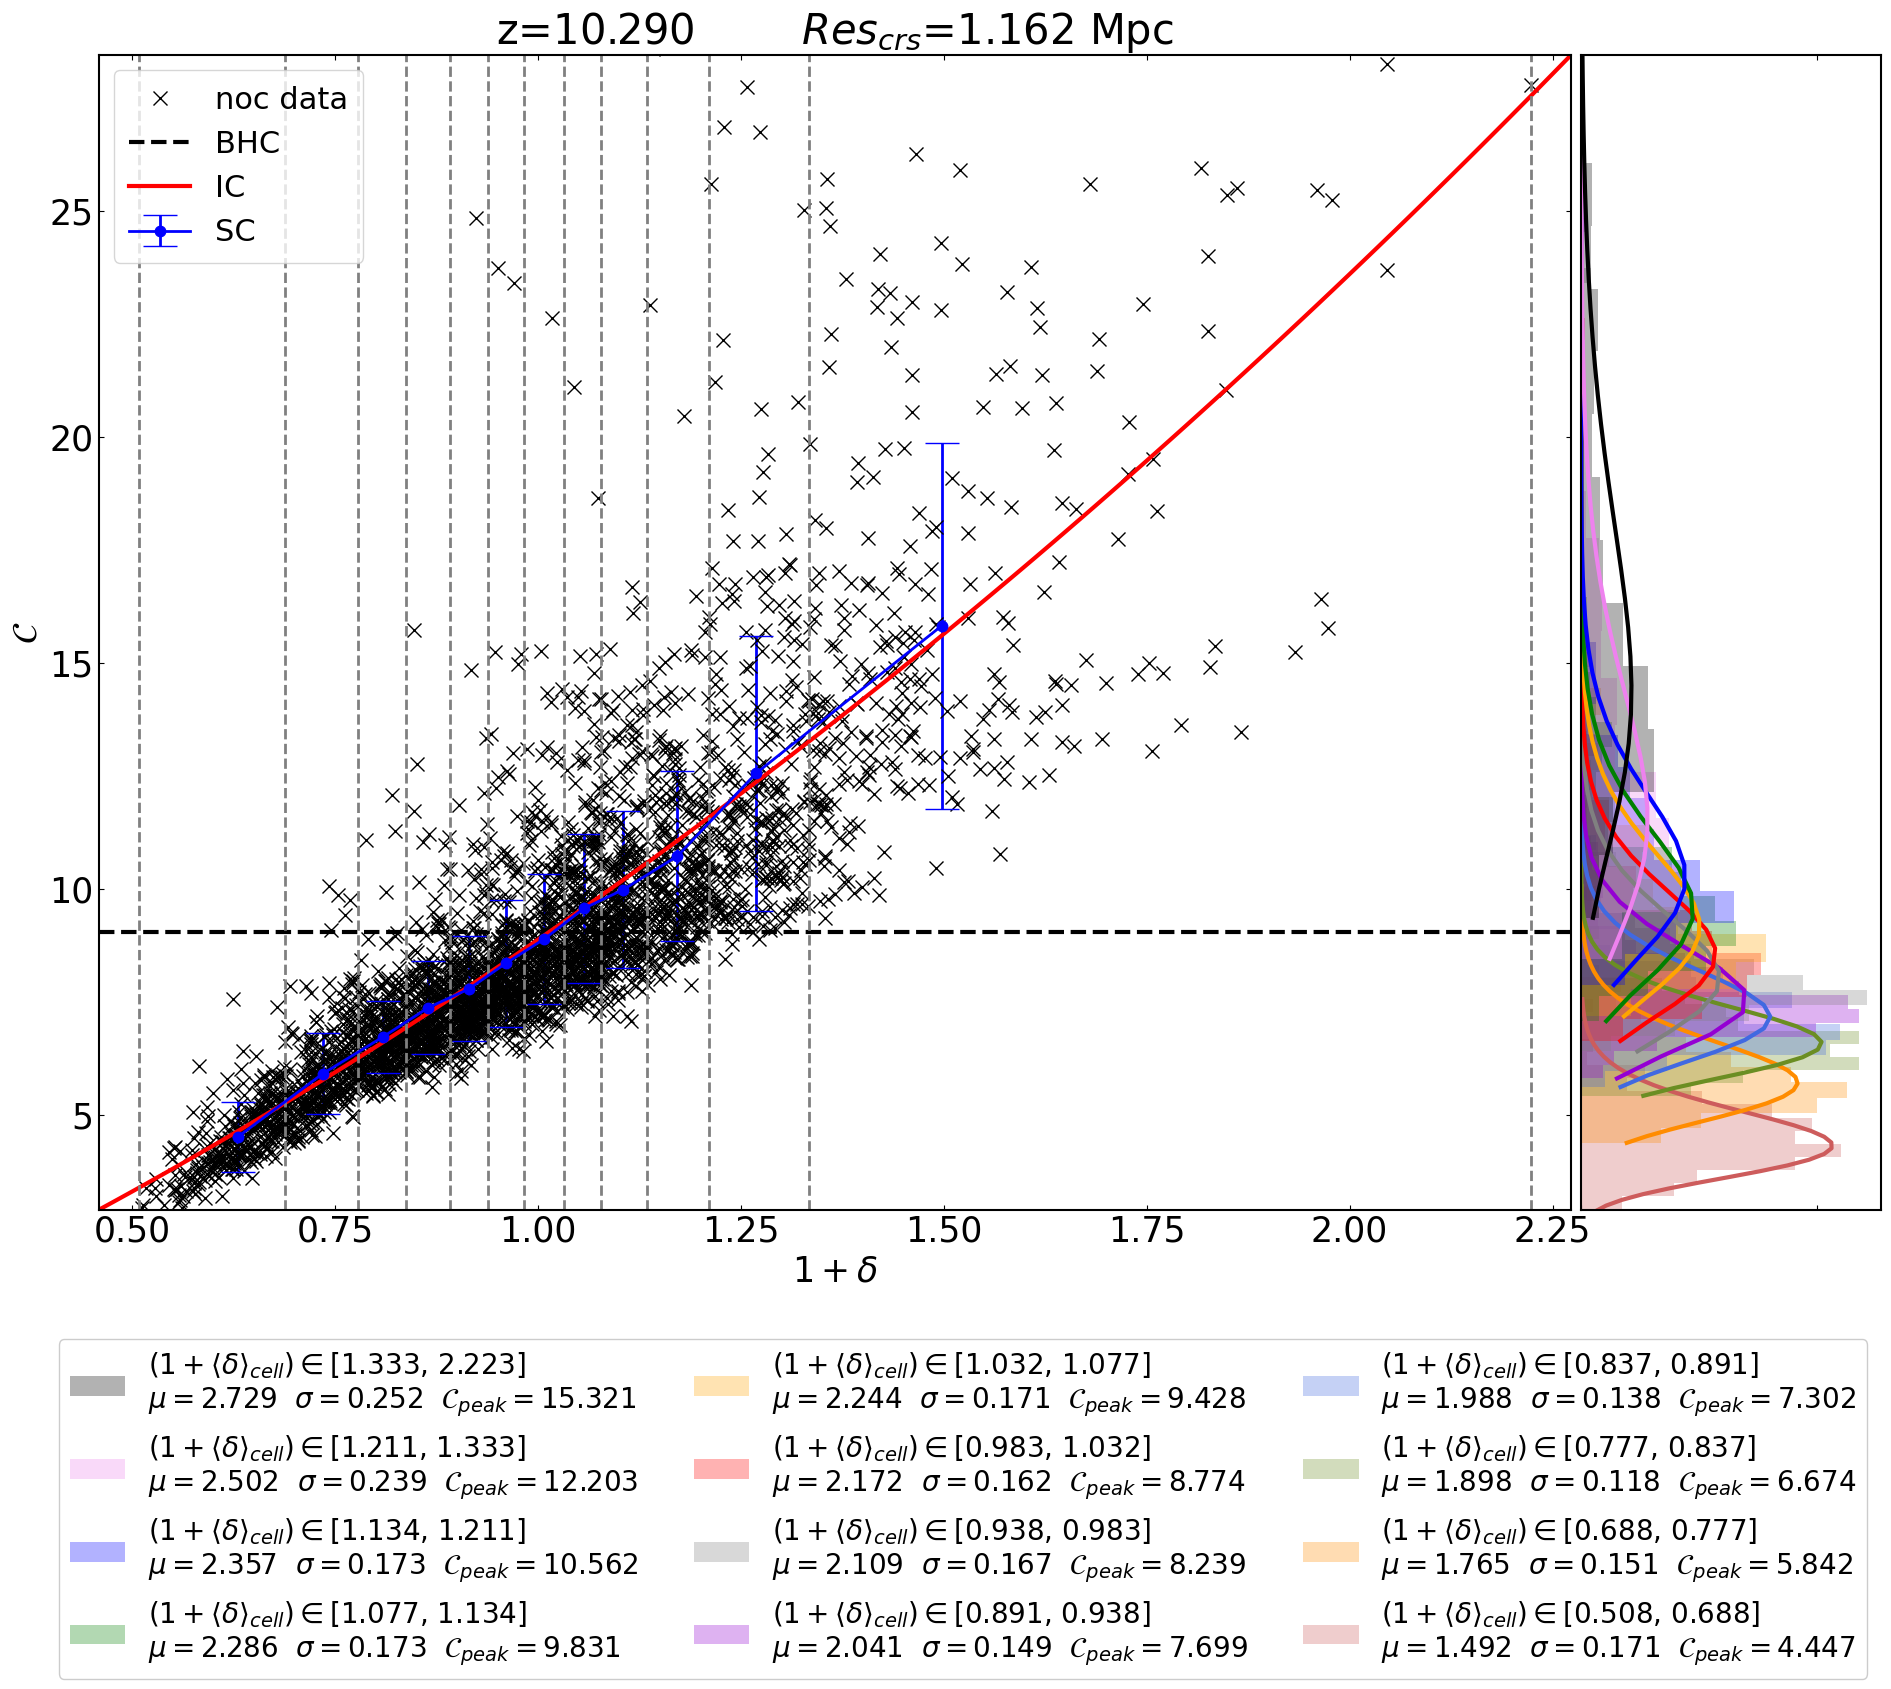 z=10.290 Res_crs=1.162 Mpc
noc data
BHC
IC
SC
25
20
15
10
5
𝒞
0.50 0.75 1.00 1.25 1.50 1.75 2.00 2.25
1 + δ
(1 + ⟨δ⟩_cell) ∈ [1.333, 2.223]
μ = 2.729 σ = 0.252 𝒞_peak = 15.321
(1 + ⟨δ⟩_cell) ∈ [1.211, 1.333]
μ = 2.502 σ = 0.239 𝒞_peak = 12.203
(1 + ⟨δ⟩_cell) ∈ [1.134, 1.211]
μ = 2.357 σ = 0.173 𝒞_peak = 10.562
(1 + ⟨δ⟩_cell) ∈ [1.077, 1.134]
μ = 2.286 σ = 0.173 𝒞_peak = 9.831
(1 + ⟨δ⟩_cell) ∈ [1.032, 1.077]
μ = 2.244 σ = 0.171 𝒞_peak = 9.428
(1 + ⟨δ⟩_cell) ∈ [0.983, 1.032]
μ = 2.172 σ = 0.162 𝒞_peak = 8.774
(1 + ⟨δ⟩_cell) ∈ [0.938, 0.983]
μ = 2.109 σ = 0.167 𝒞_peak = 8.239
(1 + ⟨δ⟩_cell) ∈ [0.891, 0.938]
μ = 2.041 σ = 0.149 𝒞_peak = 7.699
(1 + ⟨δ⟩_cell) ∈ [0.837, 0.891]
μ = 1.988 σ = 0.138 𝒞_peak = 7.302
(1 + ⟨δ⟩_cell) ∈ [0.777, 0.837]
μ = 1.898 σ = 0.118 𝒞_peak = 6.674
(1 + ⟨δ⟩_cell) ∈ [0.688, 0.777]
μ = 1.765 σ = 0.151 𝒞_peak = 5.842
(1 + ⟨δ⟩_cell) ∈ [0.508, 0.688]
μ = 1.492 σ = 0.171 𝒞_peak = 4.447